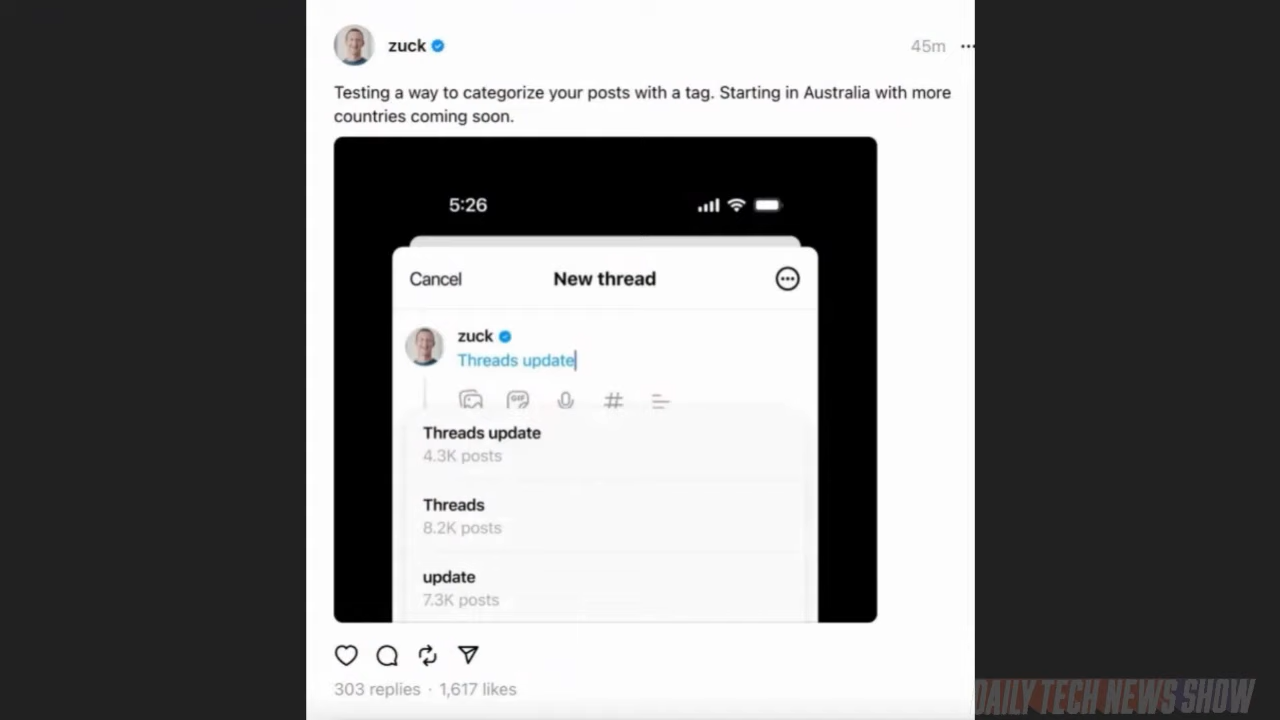 zuck
45m
Testing a way to categorize your posts with a tag. Starting in Australia with more
countries coming soon.
5:26
Cancel
New thread
zuck
Threads update
GIF
#
Threads update
4.3K posts
Threads
8.2K posts
update
7.3K posts
303 replies · 1,617 likes
DAILY TECH NEWS SHOW